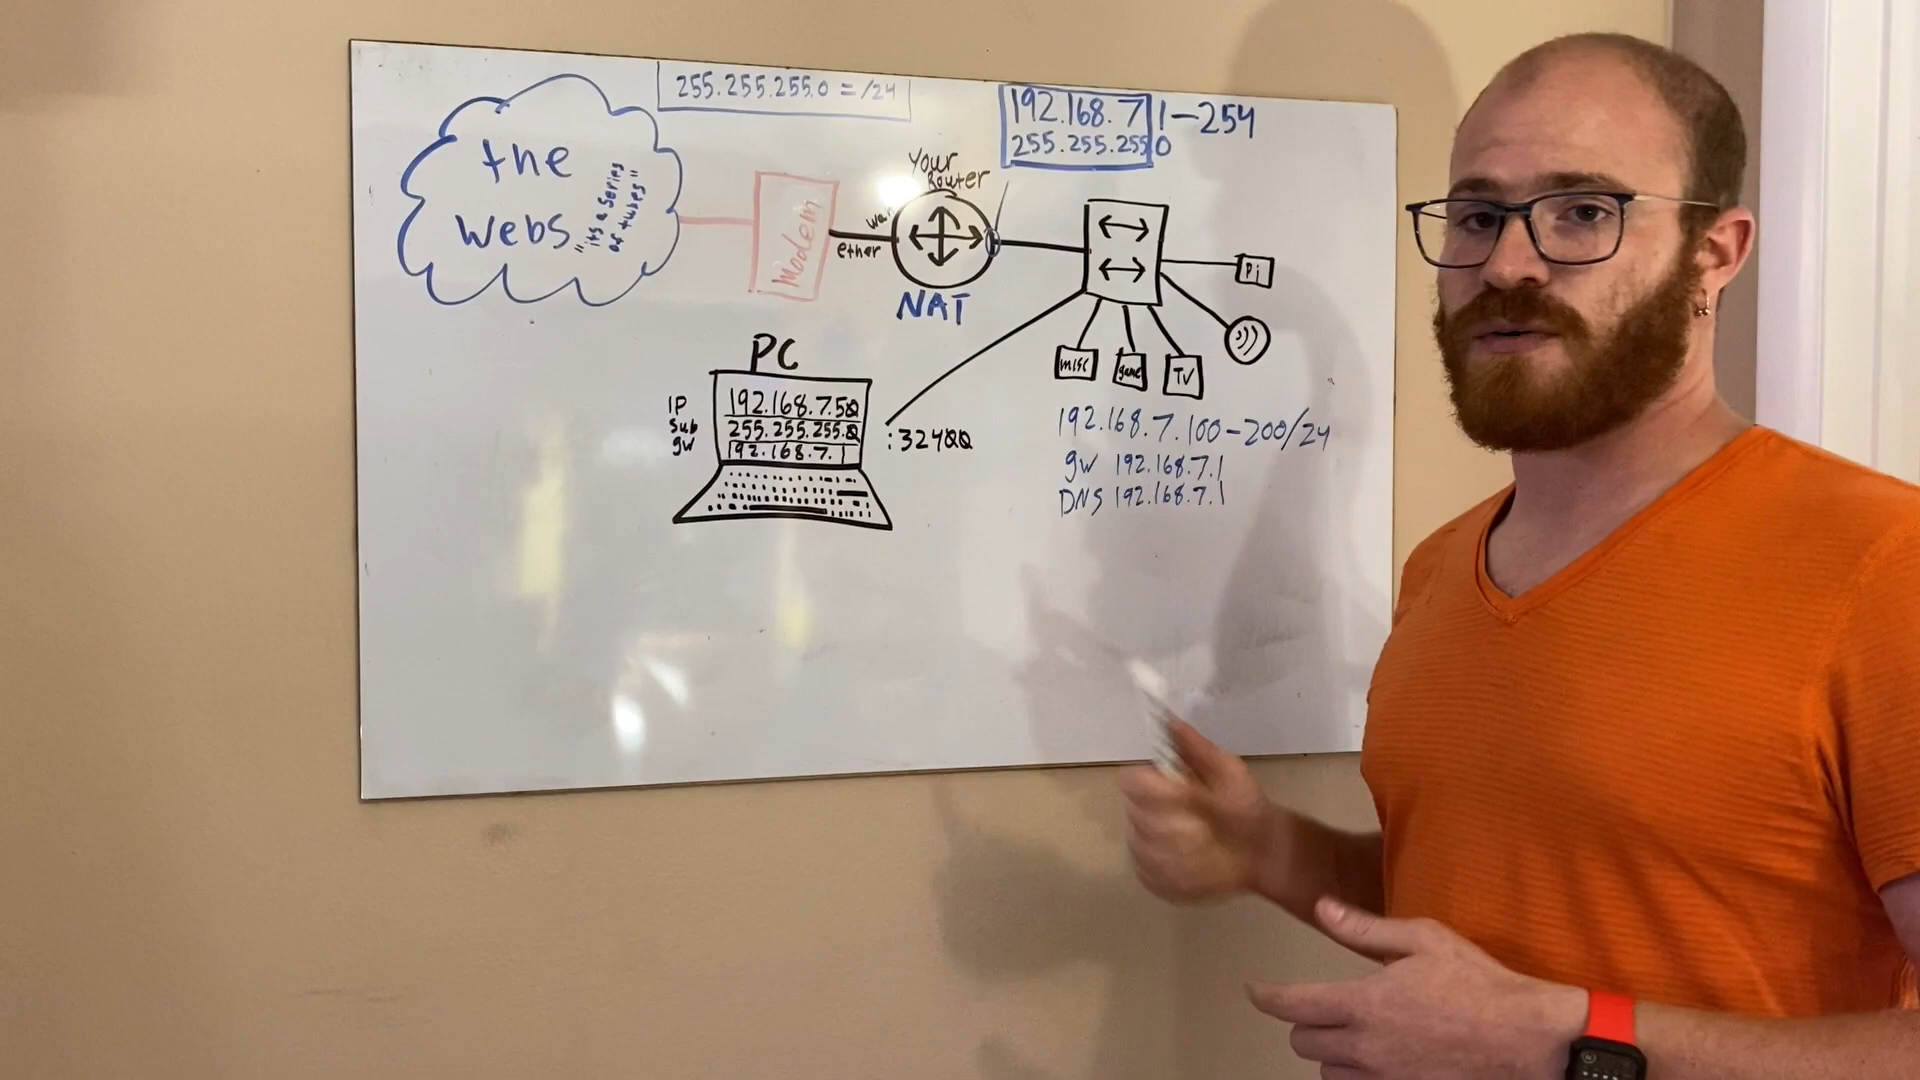 255.255.255.0 = /24
192.168.7 1-254
255.255.255.0
the
webs
"its a series
of tubes"
Modem
wan
ether
Your
Router
NAT
Pi
misc
game
TV
PC
IP 192.168.7.50
Sub 255.255.255.0
gw 192.168.7.1
:32400
192.168.7.100-200/24
gw 192.168.7.1
DNS 192.168.7.1